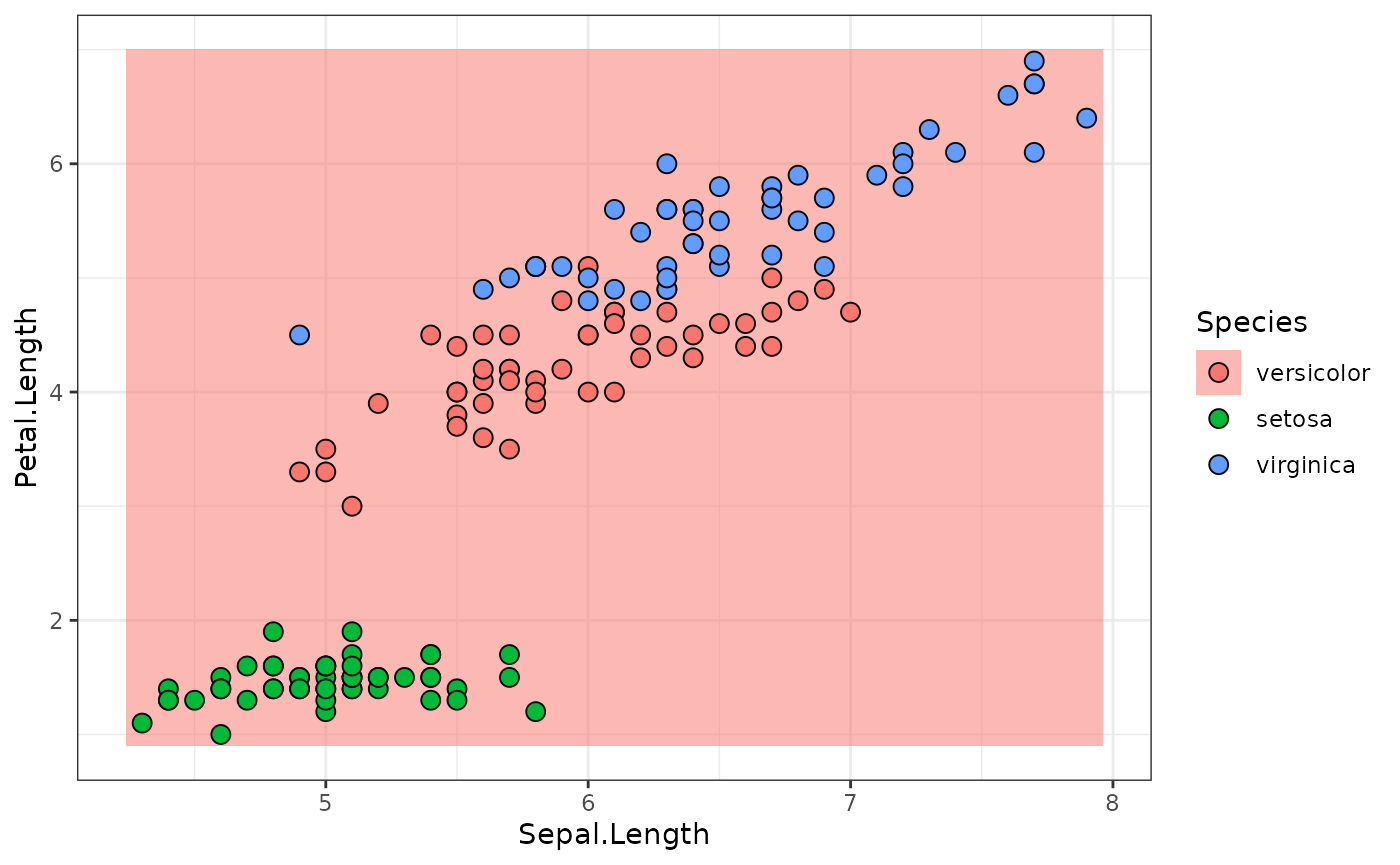 6
4
2
Petal.Length
5 6 7 8
Sepal.Length
Species
versicolor
setosa
virginica